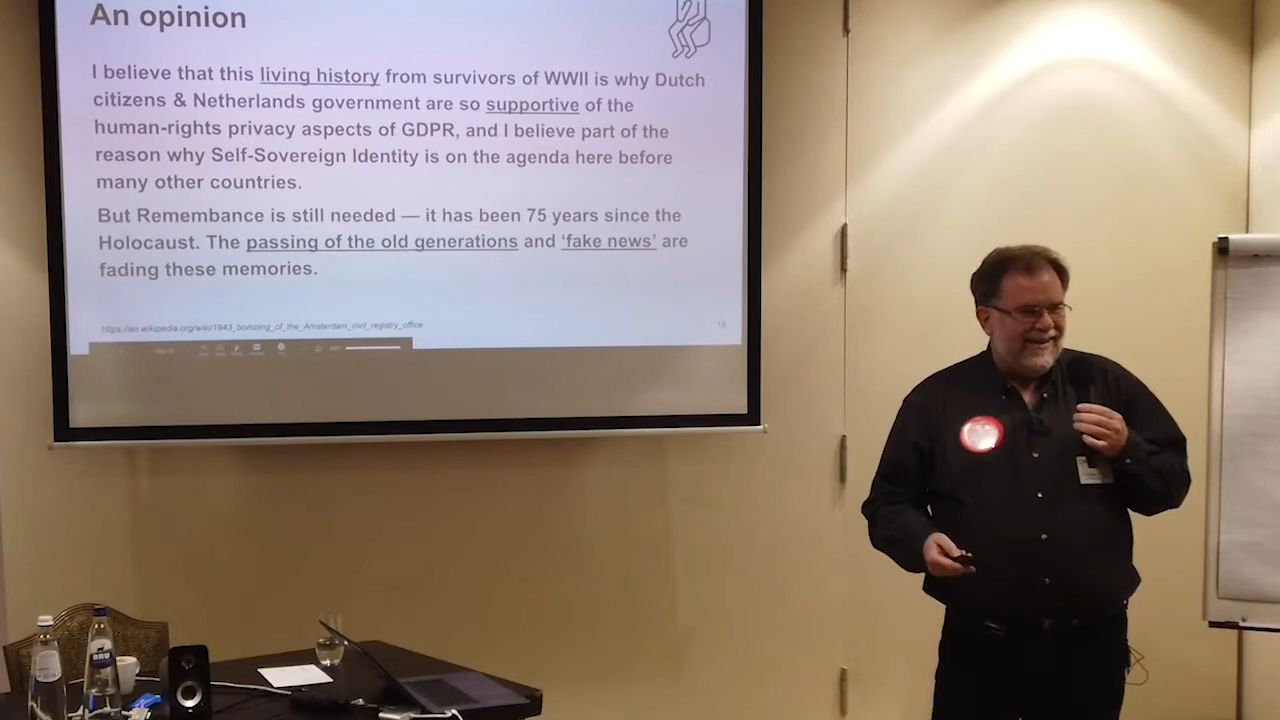 An opinion
I believe that this living history from survivors of WWII is why Dutch
citizens & Netherlands government are so supportive of the
human-rights privacy aspects of GDPR, and I believe part of the
reason why Self-Sovereign Identity is on the agenda here before
many other countries.
But Remembance is still needed — it has been 75 years since the
Holocaust. The passing of the old generations and ‘fake news’ are
fading these memories.
https://en.wikipedia.org/wiki/1943_bombing_of_the_Amsterdam_civil_registry_office
BRU